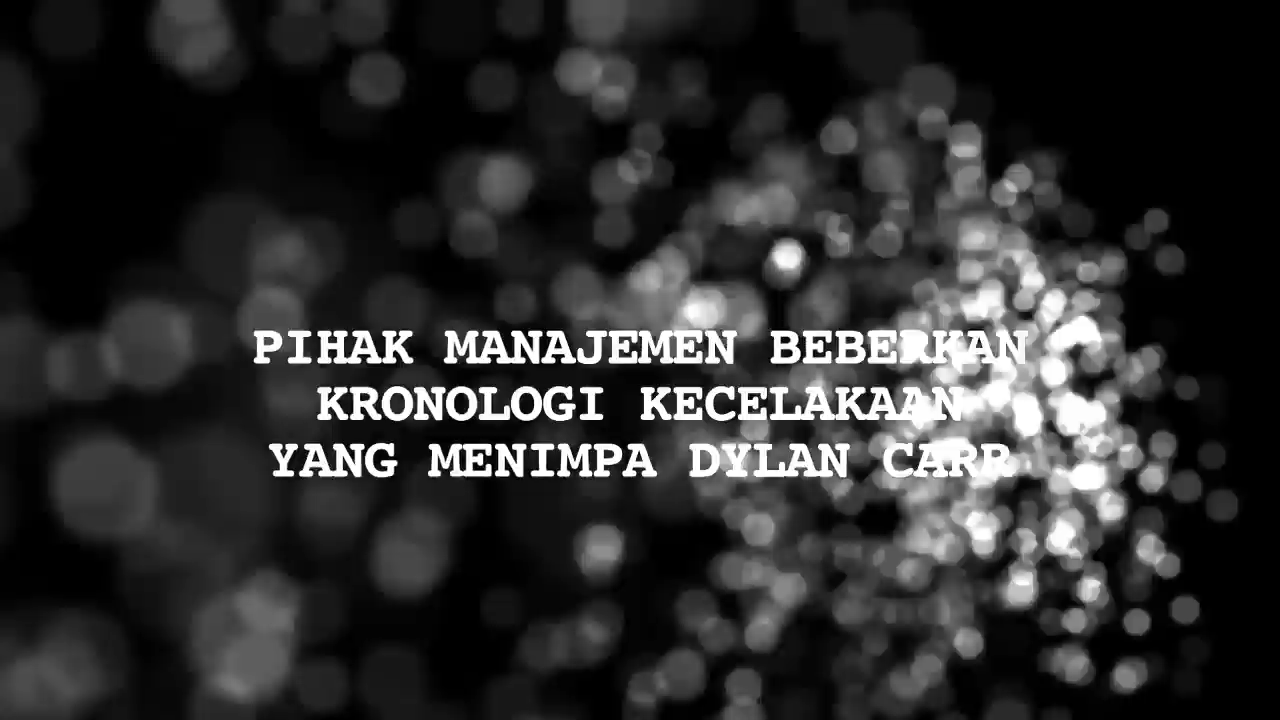 PIHAK MANAJEMEN BEBERKAN
KRONOLOGI KECELAKAAN
YANG MENIMPA DYLAN CARR